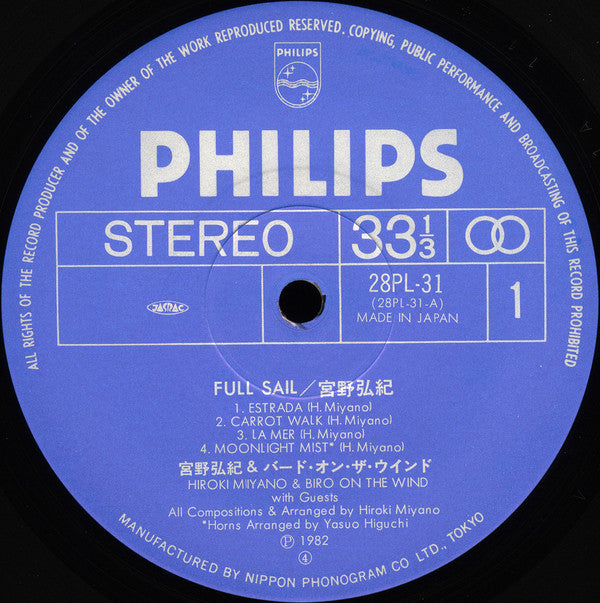 ALL RIGHTS OF THE RECORD PRODUCER AND OF THE OWNER OF THE WORK REPRODUCED RESERVED. COPYING, PUBLIC PERFORMANCE AND BROADCASTING OF THIS RECORD PROHIBITED
PHILIPS
PHILIPS
STEREO 33 1/3
28PL-31
(28PL-31-A)
MADE IN JAPAN
1
JASRAC
FULL SAIL/宮野弘紀
1. ESTRADA (H. Miyano)
2. CARROT WALK (H. Miyano)
3. LA MER (H. Miyano)
4. MOONLIGHT MIST* (H. Miyano)
宮野弘紀 & バード・オン・ザ・ウインド
HIROKI MIYANO & BIRO ON THE WIND
with Guests
All Compositions & Arranged by Hiroki Miyano
*Horns Arranged by Yasuo Higuchi
Ⓟ 1982
④
MANUFACTURED BY NIPPON PHONOGRAM CO LTD., TOKYO